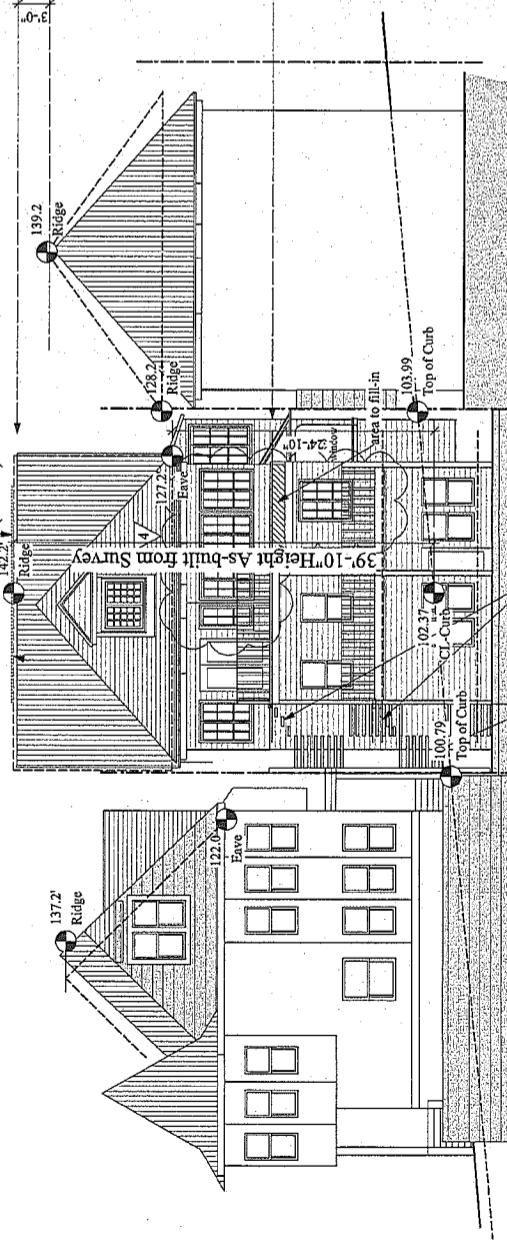 3'-0"
139.2
Ridge
142.2'
Ridge
128.2
Ridge
127.2'
Eave
137.2'
Ridge
122.0
Eave
4
39'-10"Height As-built from Survey
24'-10"
window
area to fill-in
103.99
Top of Curb
102.37
CL-Curb
100.79
Top of Curb